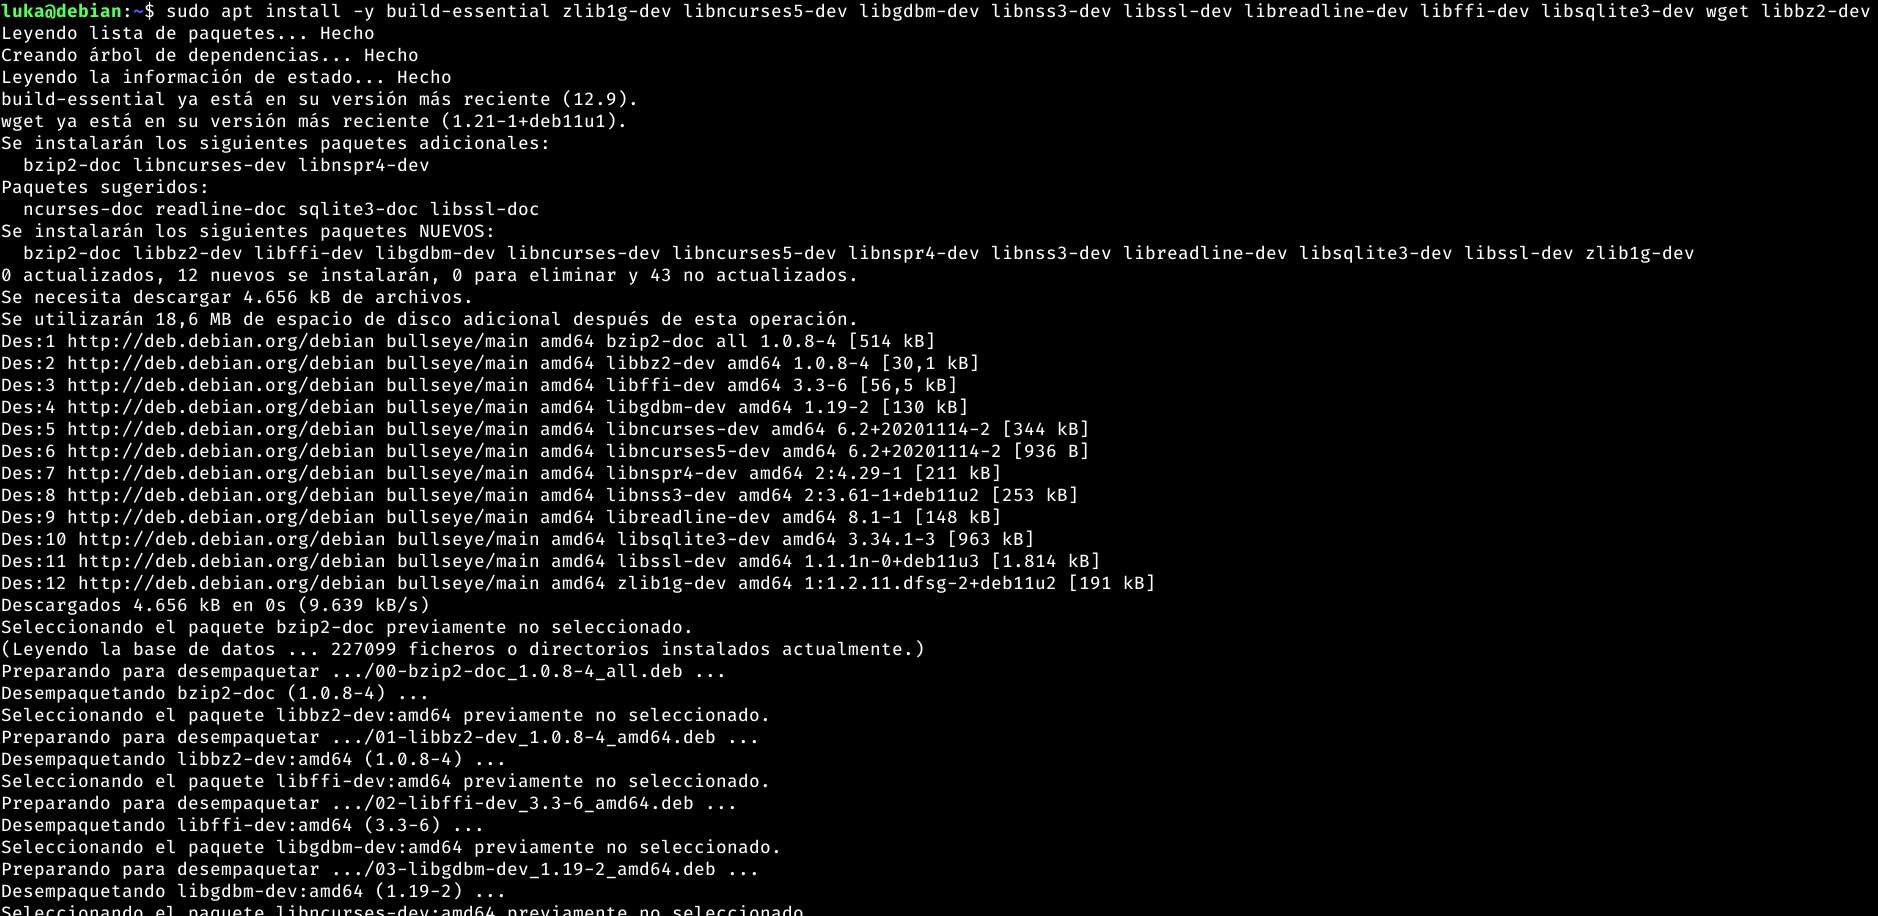 luka@debian:~$ sudo apt install -y build-essential zlib1g-dev libncurses5-dev libgdbm-dev libnss3-dev libssl-dev libreadline-dev libffi-dev libsqlite3-dev wget libbz2-dev
Leyendo lista de paquetes... Hecho
Creando árbol de dependencias... Hecho
Leyendo la información de estado... Hecho
build-essential ya está en su versión más reciente (12.9).
wget ya está en su versión más reciente (1.21-1+deb11u1).
Se instalarán los siguientes paquetes adicionales:
  bzip2-doc libncurses-dev libnspr4-dev
Paquetes sugeridos:
  ncurses-doc readline-doc sqlite3-doc libssl-doc
Se instalarán los siguientes paquetes NUEVOS:
  bzip2-doc libbz2-dev libffi-dev libgdbm-dev libncurses-dev libncurses5-dev libnspr4-dev libnss3-dev libreadline-dev libsqlite3-dev libssl-dev zlib1g-dev
0 actualizados, 12 nuevos se instalarán, 0 para eliminar y 43 no actualizados.
Se necesita descargar 4.656 kB de archivos.
Se utilizarán 18,6 MB de espacio de disco adicional después de esta operación.
Des:1 http://deb.debian.org/debian bullseye/main amd64 bzip2-doc all 1.0.8-4 [514 kB]
Des:2 http://deb.debian.org/debian bullseye/main amd64 libbz2-dev amd64 1.0.8-4 [30,1 kB]
Des:3 http://deb.debian.org/debian bullseye/main amd64 libffi-dev amd64 3.3-6 [56,5 kB]
Des:4 http://deb.debian.org/debian bullseye/main amd64 libgdbm-dev amd64 1.19-2 [130 kB]
Des:5 http://deb.debian.org/debian bullseye/main amd64 libncurses-dev amd64 6.2+20201114-2 [344 kB]
Des:6 http://deb.debian.org/debian bullseye/main amd64 libncurses5-dev amd64 6.2+20201114-2 [936 B]
Des:7 http://deb.debian.org/debian bullseye/main amd64 libnspr4-dev amd64 2:4.29-1 [211 kB]
Des:8 http://deb.debian.org/debian bullseye/main amd64 libnss3-dev amd64 2:3.61-1+deb11u2 [253 kB]
Des:9 http://deb.debian.org/debian bullseye/main amd64 libreadline-dev amd64 8.1-1 [148 kB]
Des:10 http://deb.debian.org/debian bullseye/main amd64 libsqlite3-dev amd64 3.34.1-3 [963 kB]
Des:11 http://deb.debian.org/debian bullseye/main amd64 libssl-dev amd64 1.1.1n-0+deb11u3 [1.814 kB]
Des:12 http://deb.debian.org/debian bullseye/main amd64 zlib1g-dev amd64 1:1.2.11.dfsg-2+deb11u2 [191 kB]
Descargados 4.656 kB en 0s (9.639 kB/s)
Seleccionando el paquete bzip2-doc previamente no seleccionado.
(Leyendo la base de datos ... 227099 ficheros o directorios instalados actualmente.)
Preparando para desempaquetar .../00-bzip2-doc_1.0.8-4_all.deb ...
Desempaquetando bzip2-doc (1.0.8-4) ...
Seleccionando el paquete libbz2-dev:amd64 previamente no seleccionado.
Preparando para desempaquetar .../01-libbz2-dev_1.0.8-4_amd64.deb ...
Desempaquetando libbz2-dev:amd64 (1.0.8-4) ...
Seleccionando el paquete libffi-dev:amd64 previamente no seleccionado.
Preparando para desempaquetar .../02-libffi-dev_3.3-6_amd64.deb ...
Desempaquetando libffi-dev:amd64 (3.3-6) ...
Seleccionando el paquete libgdbm-dev:amd64 previamente no seleccionado.
Preparando para desempaquetar .../03-libgdbm-dev_1.19-2_amd64.deb ...
Desempaquetando libgdbm-dev:amd64 (1.19-2) ...
Seleccionando el paquete libncurses-dev:amd64 previamente no seleccionado.